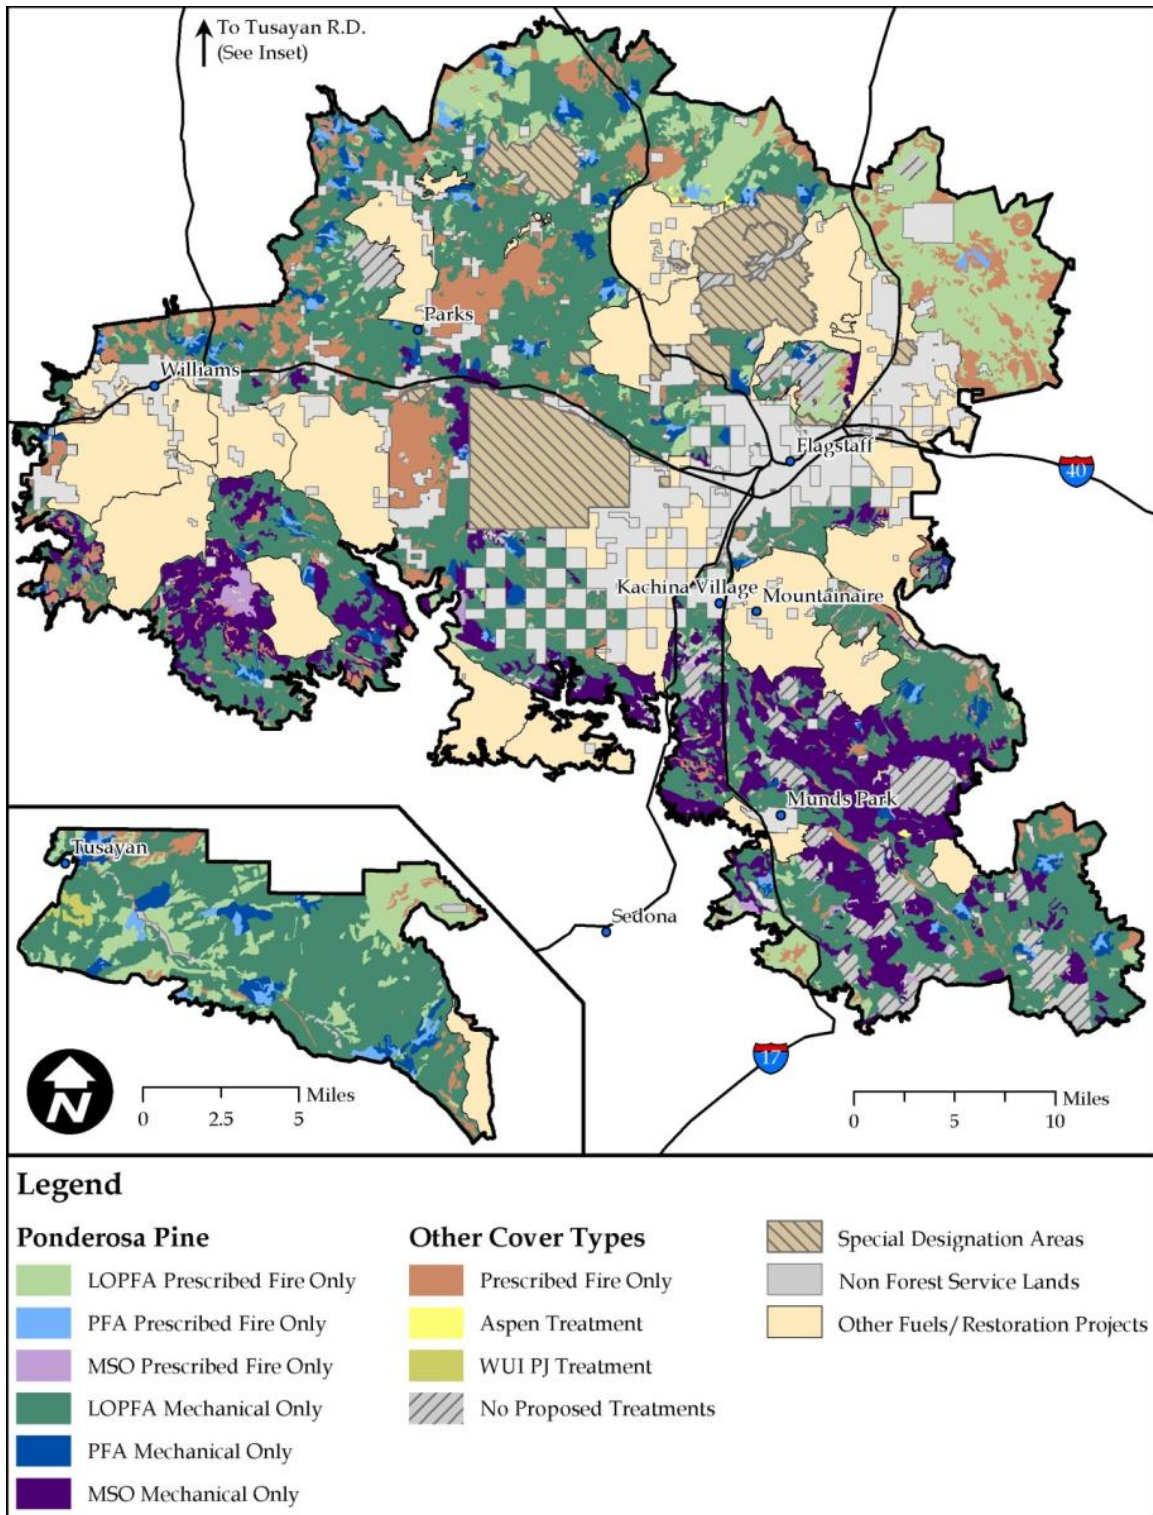 To Tusayan R.D.
(See Inset)
Parks
Williams
Flagstaff
40
Kachina Village
Mountainaire
Munds Park
Tusayan
Sedona
17
N
Miles
0 2.5 5
Miles
0 5 10
Legend
Ponderosa Pine
LOPFA Prescribed Fire Only
PFA Prescribed Fire Only
MSO Prescribed Fire Only
LOPFA Mechanical Only
PFA Mechanical Only
MSO Mechanical Only
Other Cover Types
Prescribed Fire Only
Aspen Treatment
WUI PJ Treatment
No Proposed Treatments
Special Designation Areas
Non Forest Service Lands
Other Fuels/Restoration Projects